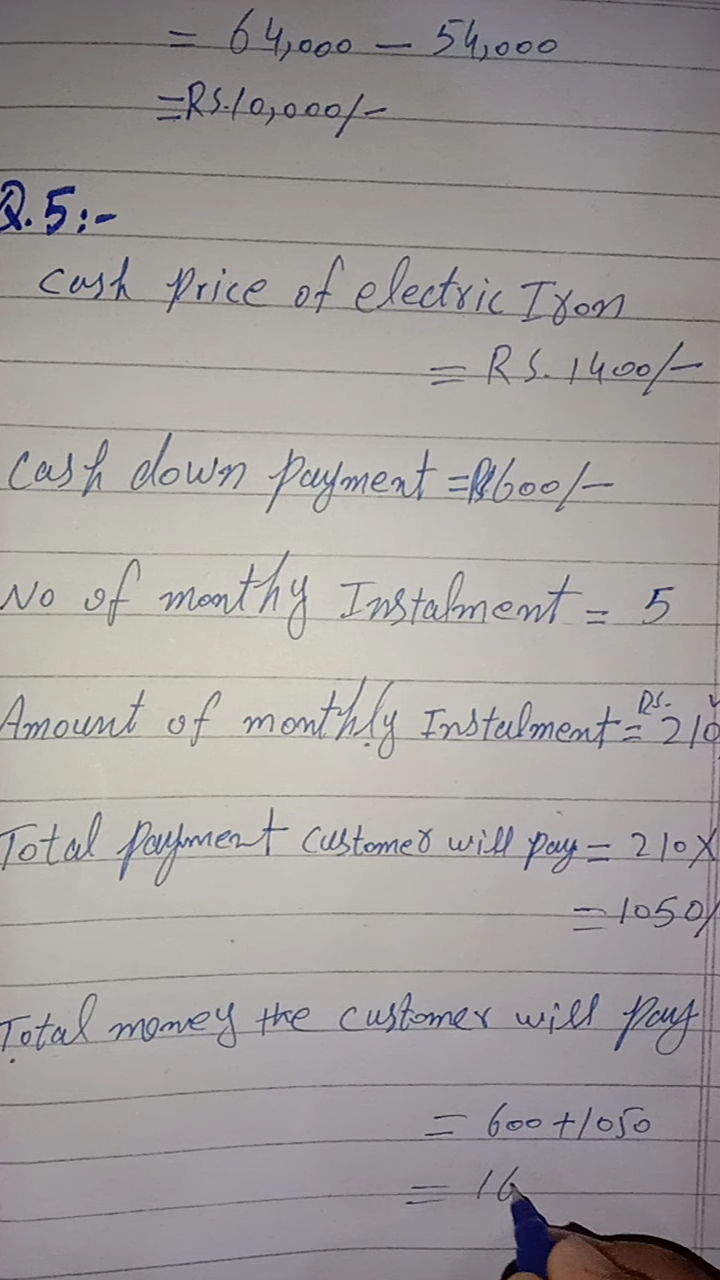 = 64,000 - 54,000
=RS.10,000/-
Q.5:-
Cash Price of electric Iron
= RS. 1400/-
Cash down payment = Rs600/-
No of monthy Instalment = 5
Amount of monthly Instalment = Rs. 210
Total payment customer will pay = 210X
= 1050/
Total money the customer will pay
= 600+1050
= 16